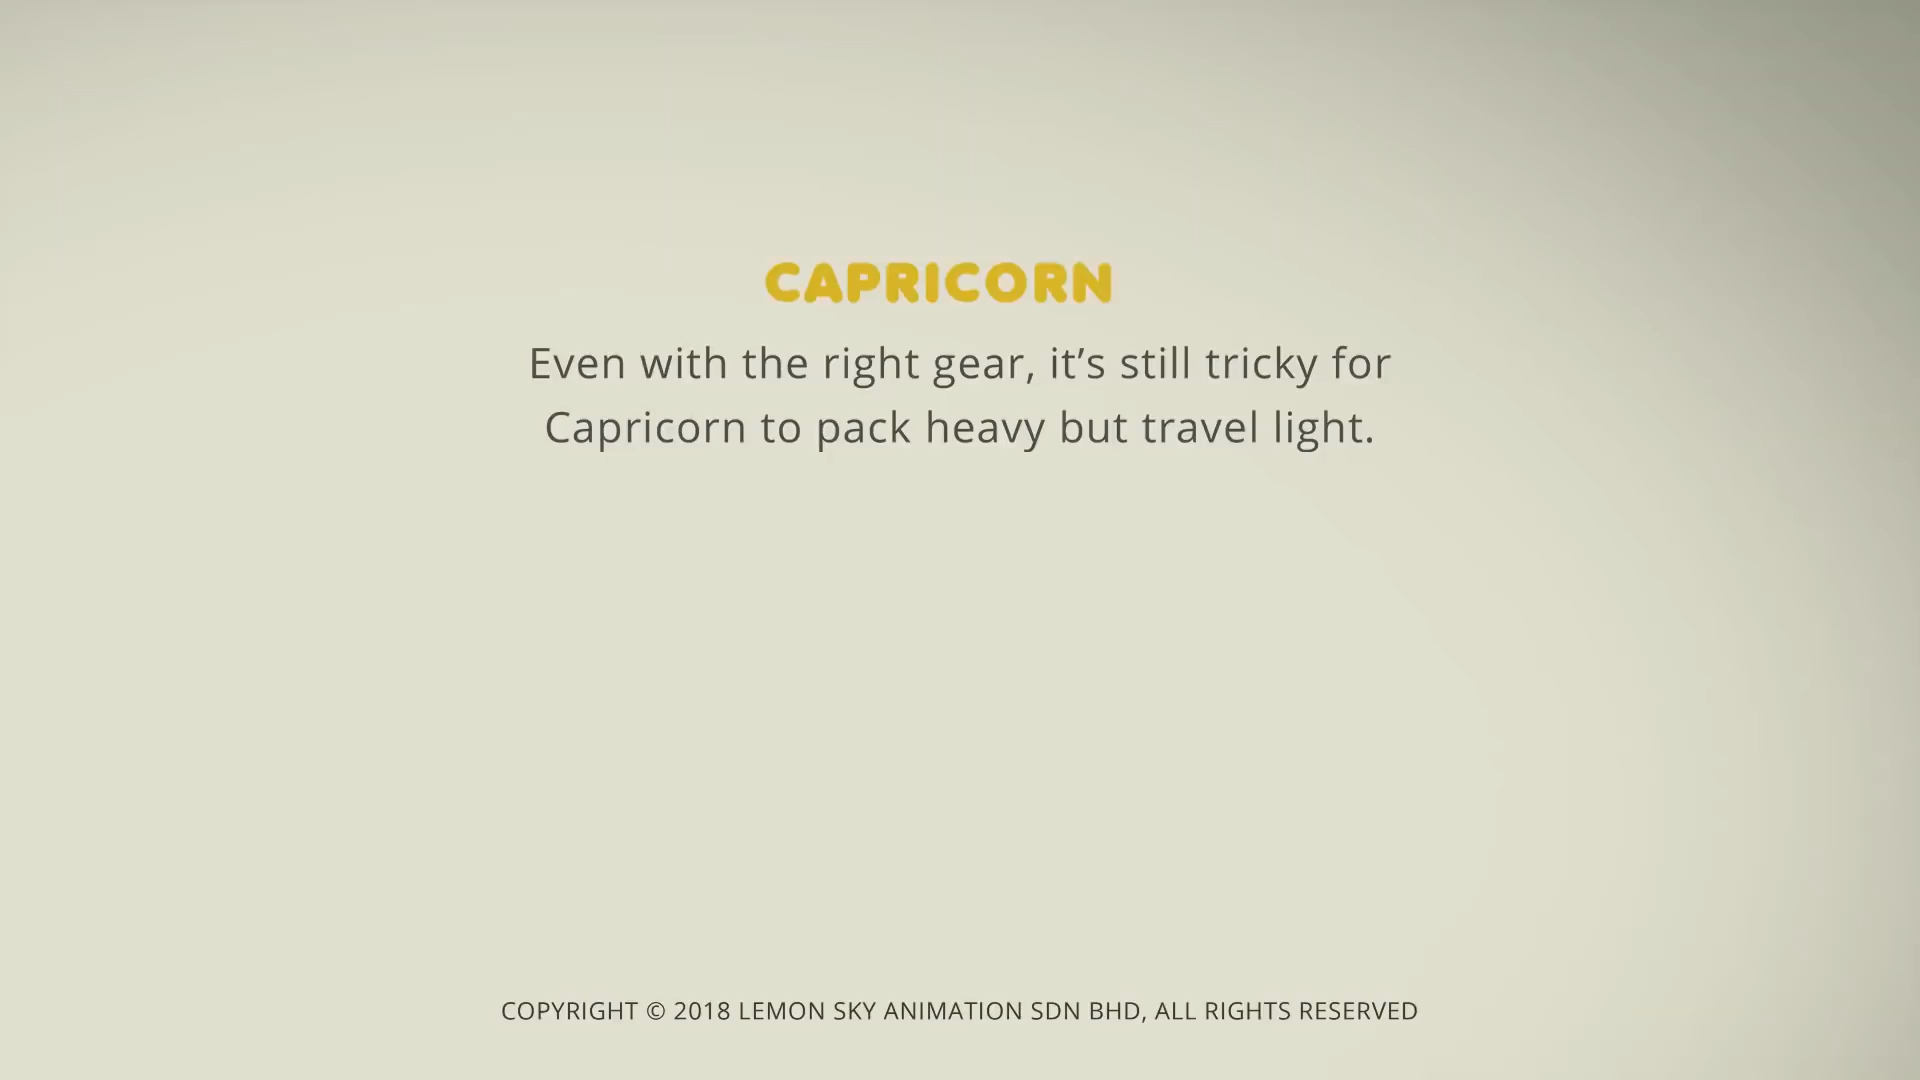 CAPRICORN
Even with the right gear, it’s still tricky for
Capricorn to pack heavy but travel light.
COPYRIGHT © 2018 LEMON SKY ANIMATION SDN BHD, ALL RIGHTS RESERVED